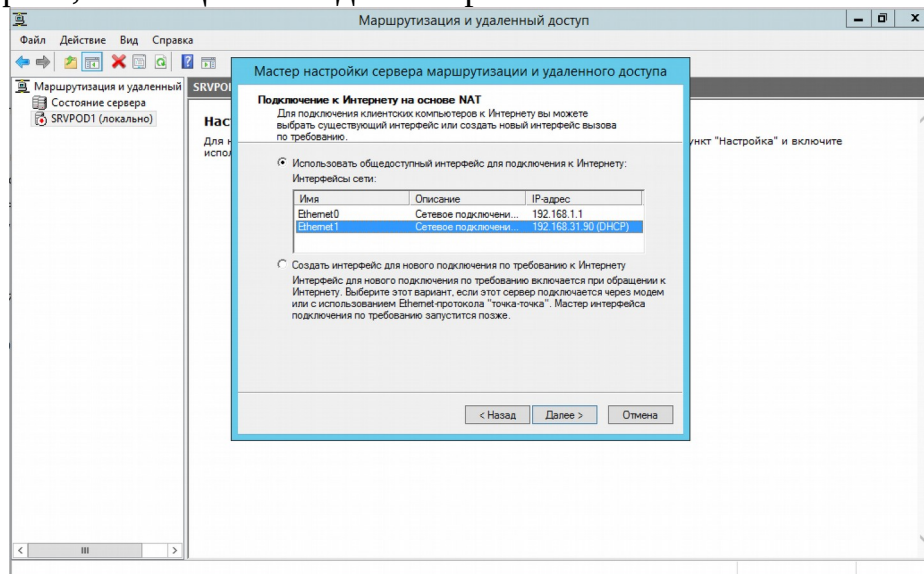 Маршрутизация и удаленный доступ
Файл Действие Вид Справка
Маршрутизация и удаленный
Состояние сервера
SRVPOD1 (локально)
SRVPO
Нас
Для
испол
ункт "Настройка" и включите
Мастер настройки сервера маршрутизации и удаленного доступа
Подключение к Интернету на основе NAT
Для подключения клиентских компьютеров к Интернету вы можете
выбрать существующий интерфейс или создать новый интерфейс вызова
по требованию.
Использовать общедоступный интерфейс для подключения к Интернету:
Интерфейсы сети:
Имя Описание IP-адрес
Ethernet0 Сетевое подключени... 192.168.1.1
Ethernet1 Сетевое подключени... 192.168.31.90 (DHCP)
Создать интерфейс для нового подключения по требованию к Интернету
Интерфейс для нового подключения по требованию включается при обращении к
Интернету. Выберите этот вариант, если этот сервер подключается через модем
или с использованием Ethernet-протокола "точка-точка". Мастер интерфейса
подключения по требованию запустится позже.
< Назад Далее > Отмена